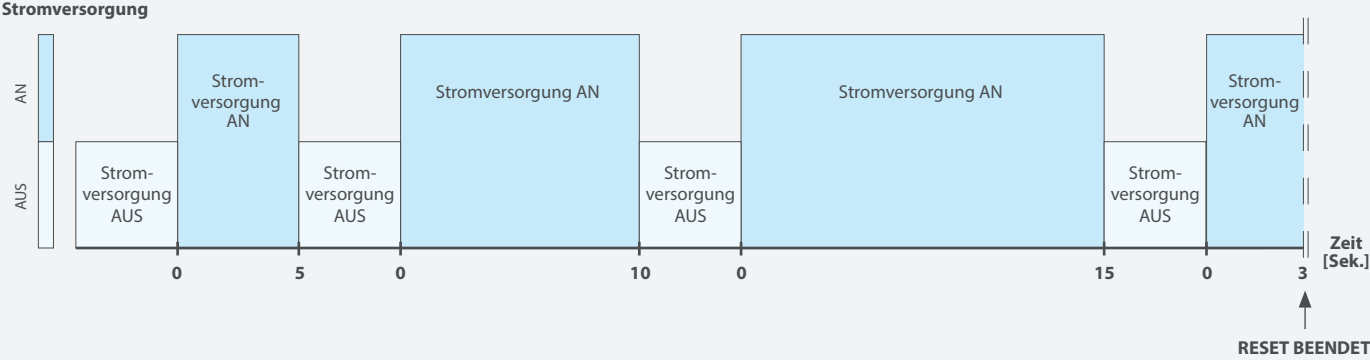 Stromversorgung
AN
AUS
Strom-
versorgung
AUS
Strom-
versorgung
AN
Strom-
versorgung
AUS
Stromversorgung AN
Strom-
versorgung
AUS
Stromversorgung AN
Strom-
versorgung
AUS
Strom-
versorgung
AN
0 5 0 10 0 15 0 3
Zeit
[Sek.]
RESET BEENDET